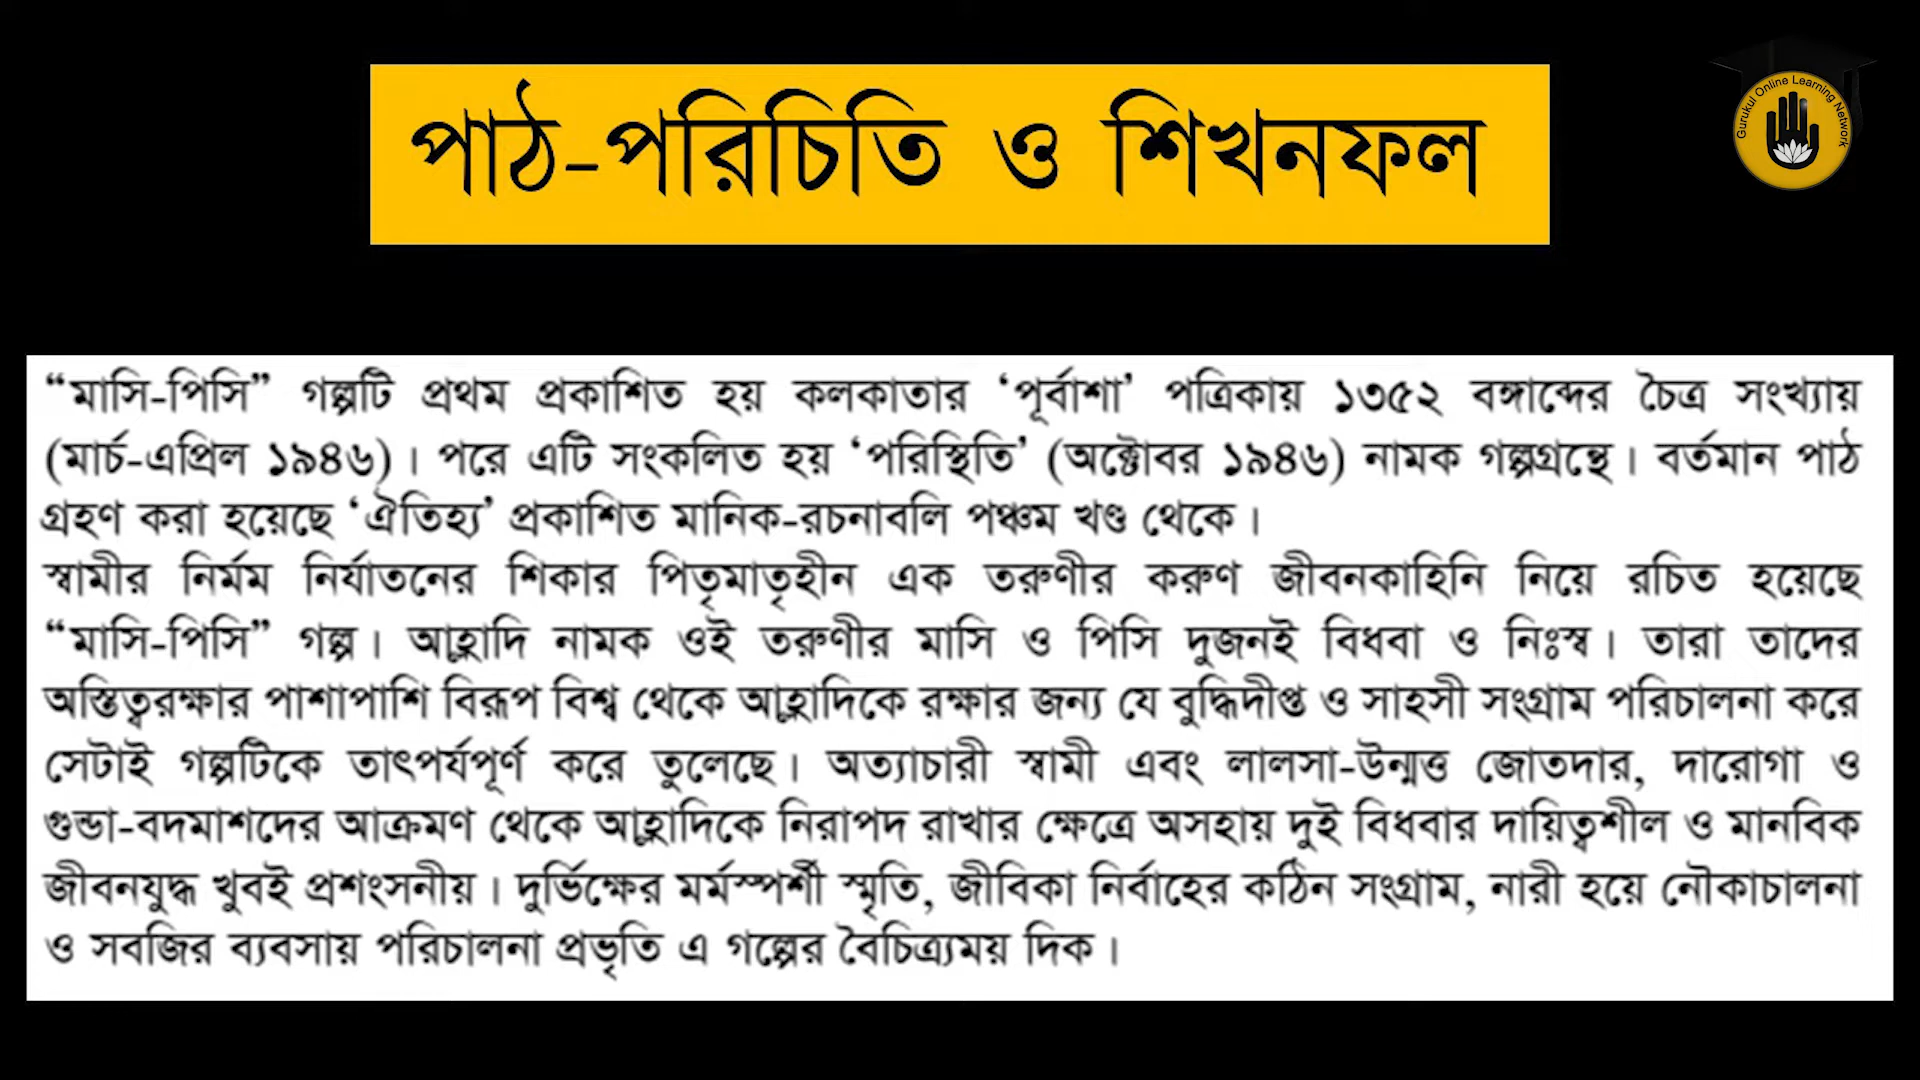 পাঠ-পরিচিতি ও শিখনফল
Gurukul Online Learning Network
“মাসি-পিসি” গল্পটি প্রথম প্রকাশিত হয় কলকাতার ‘পূর্বাশা’ পত্রিকায় ১৩৫২ বঙ্গাব্দের চৈত্র সংখ্যায়
(মার্চ-এপ্রিল ১৯৪৬)। পরে এটি সংকলিত হয় ‘পরিস্থিতি’ (অক্টোবর ১৯৪৬) নামক গল্পগ্রন্থে। বর্তমান পাঠ
গ্রহণ করা হয়েছে ‘ঐতিহ্য’ প্রকাশিত মানিক-রচনাবলি পঞ্চম খণ্ড থেকে।
স্বামীর নির্মম নির্যাতনের শিকার পিতৃমাতৃহীন এক তরুণীর করুণ জীবনকাহিনি নিয়ে রচিত হয়েছে
“মাসি-পিসি” গল্প। আহ্লাদি নামক ওই তরুণীর মাসি ও পিসি দুজনই বিধবা ও নিঃস্ব। তারা তাদের
অস্তিত্বরক্ষার পাশাপাশি বিরূপ বিশ্ব থেকে আহ্লাদিকে রক্ষার জন্য যে বুদ্ধিদীপ্ত ও সাহসী সংগ্রাম পরিচালনা করে
সেটাই গল্পটিকে তাৎপর্যপূর্ণ করে তুলেছে। অত্যাচারী স্বামী এবং লালসা-উন্মত্ত জোতদার, দারোগা ও
গুন্ডা-বদমাশদের আক্রমণ থেকে আহ্লাদিকে নিরাপদ রাখার ক্ষেত্রে অসহায় দুই বিধবার দায়িত্বশীল ও মানবিক
জীবনযুদ্ধ খুবই প্রশংসনীয়। দুর্ভিক্ষের মর্মস্পর্শী স্মৃতি, জীবিকা নির্বাহের কঠিন সংগ্রাম, নারী হয়ে নৌকাচালনা
ও সবজির ব্যবসায় পরিচালনা প্রভৃতি এ গল্পের বৈচিত্র্যময় দিক।